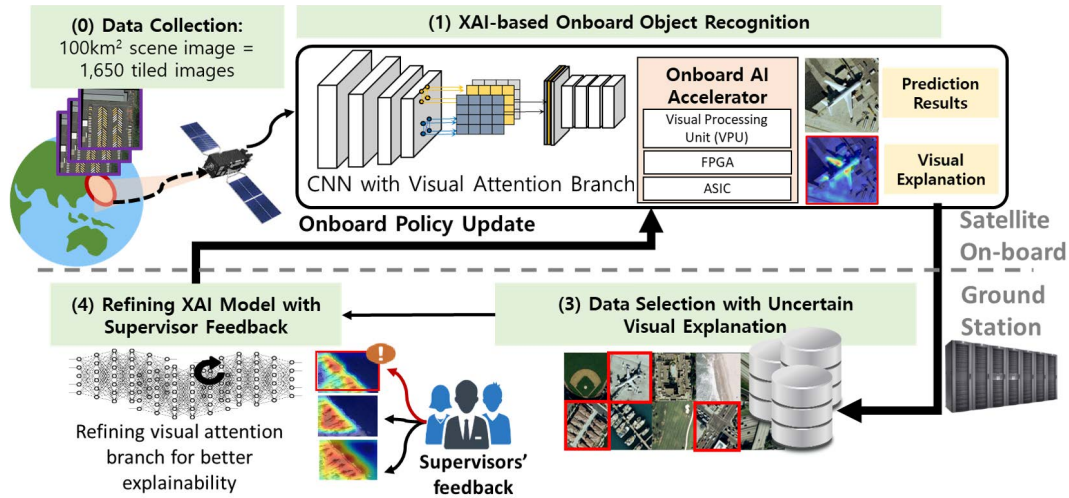 (0) Data Collection:
100km² scene image =
1,650 tiled images
(1) XAI-based Onboard Object Recognition
CNN with Visual Attention Branch
Onboard AI
Accelerator
Visual Processing
Unit (VPU)
FPGA
ASIC
Prediction
Results
Visual
Explanation
Onboard Policy Update
Satellite
On-board
Ground
Station
(4) Refining XAI Model with
Supervisor Feedback
(3) Data Selection with Uncertain
Visual Explanation
!
Refining visual attention
branch for better
explainability
Supervisors’
feedback